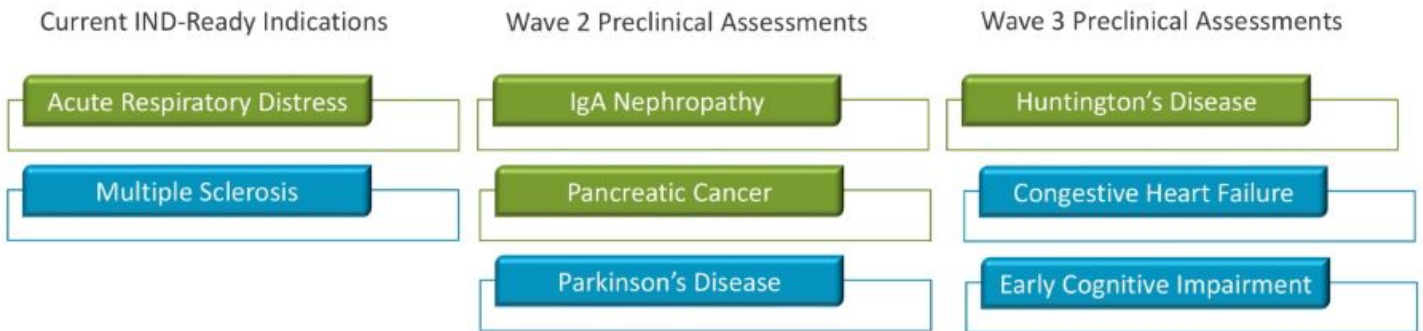 Current IND-Ready Indications
Acute Respiratory Distress
Multiple Sclerosis
Wave 2 Preclinical Assessments
IgA Nephropathy
Pancreatic Cancer
Parkinson's Disease
Wave 3 Preclinical Assessments
Huntington's Disease
Congestive Heart Failure
Early Cognitive Impairment